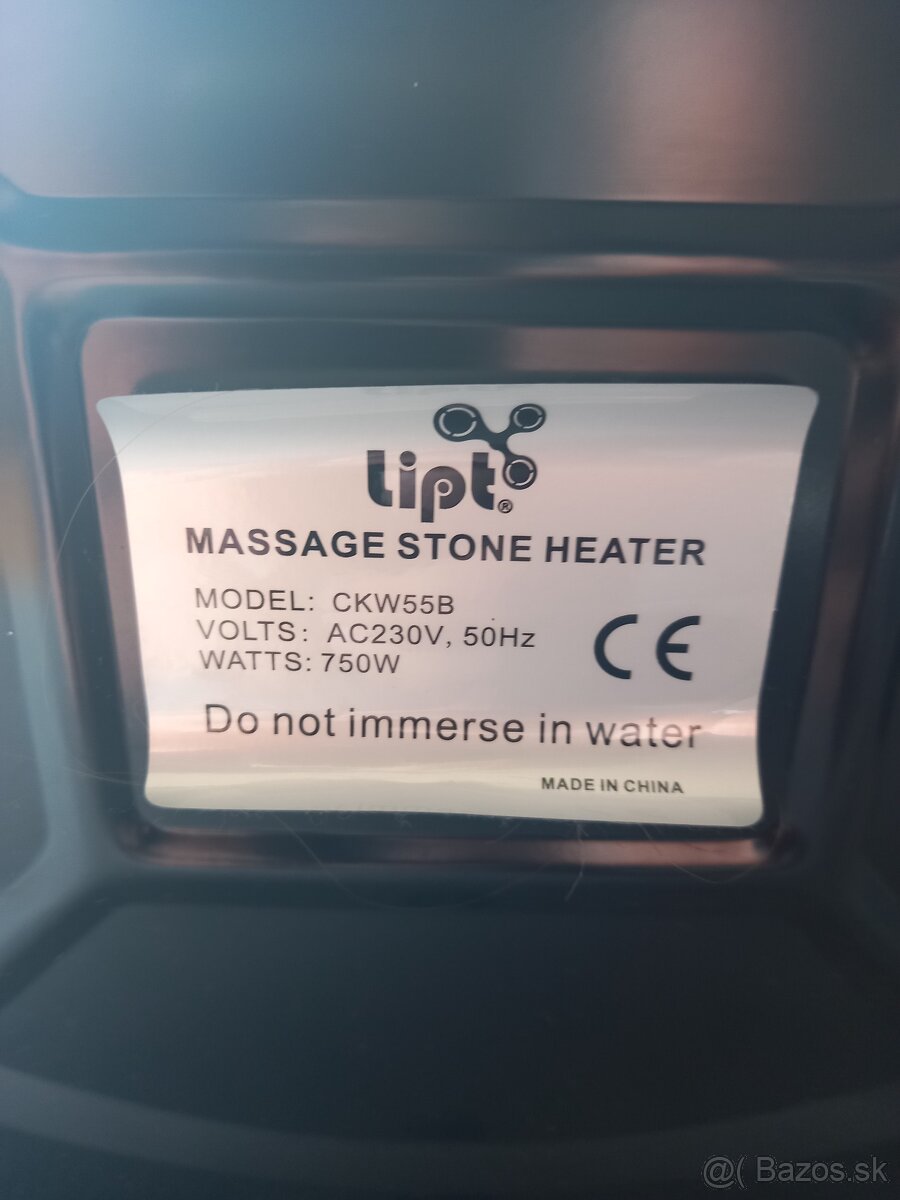 Lipt®
MASSAGE STONE HEATER
MODEL: CKW55B
VOLTS: AC230V, 50Hz
WATTS: 750W
CE
Do not immerse in water
MADE IN CHINA
@( Bazos.sk